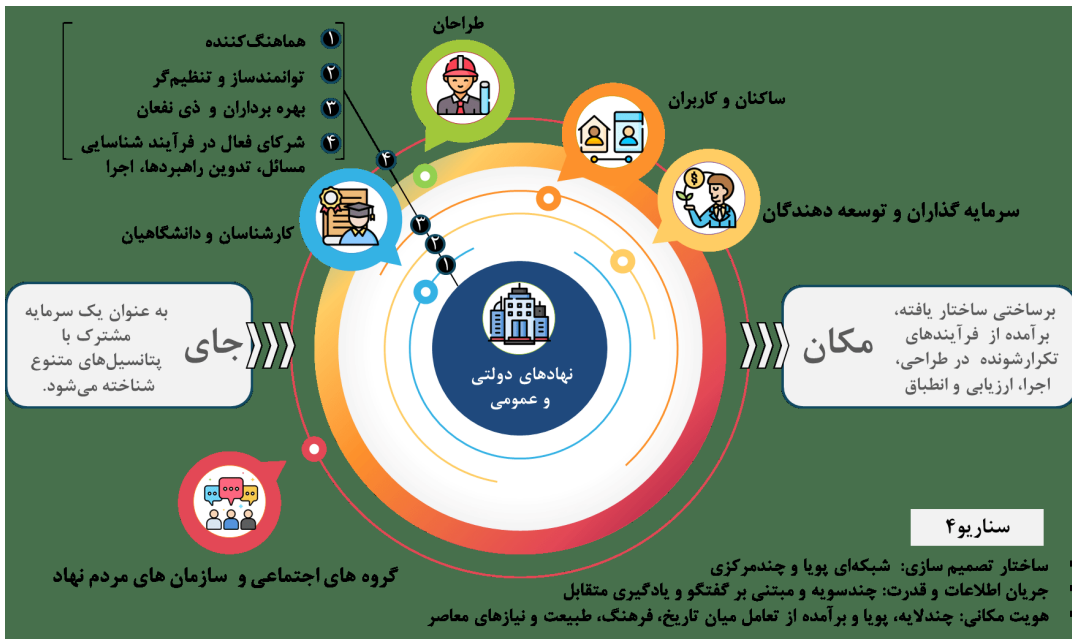 طراحان
۱ هماهنگ‌کننده
۲ توانمندساز و تنظیم‌گر
۳ بهره برداران و ذی نفعان
۴ شرکای فعال در فرآیند شناسایی
مسائل، تدوین راهبردها، اجرا
ساکنان و کاربران
سرمایه گذاران و توسعه دهندگان
کارشناسان و دانشگاهیان
۴
۳
۲
۱
مکان
برساختی ساختار یافته،
برآمده از فرآیندهای
تکرارشونده در طراحی،
اجرا، ارزیابی و انطباق
جای
به عنوان یک سرمایه
مشترک با
پتانسیل‌های متنوع
شناخته می‌شود.
نهادهای دولتی
و عمومی
گروه های اجتماعی و سازمان های مردم نهاد
سناریو۴
ساختار تصمیم سازی: شبکه‌ای پویا و چندمرکزی
جریان اطلاعات و قدرت: چندسویه و مبتنی بر گفتگو و یادگیری متقابل
هویت مکانی: چندلایه، پویا و برآمده از تعامل میان تاریخ، فرهنگ، طبیعت و نیازهای معاصر